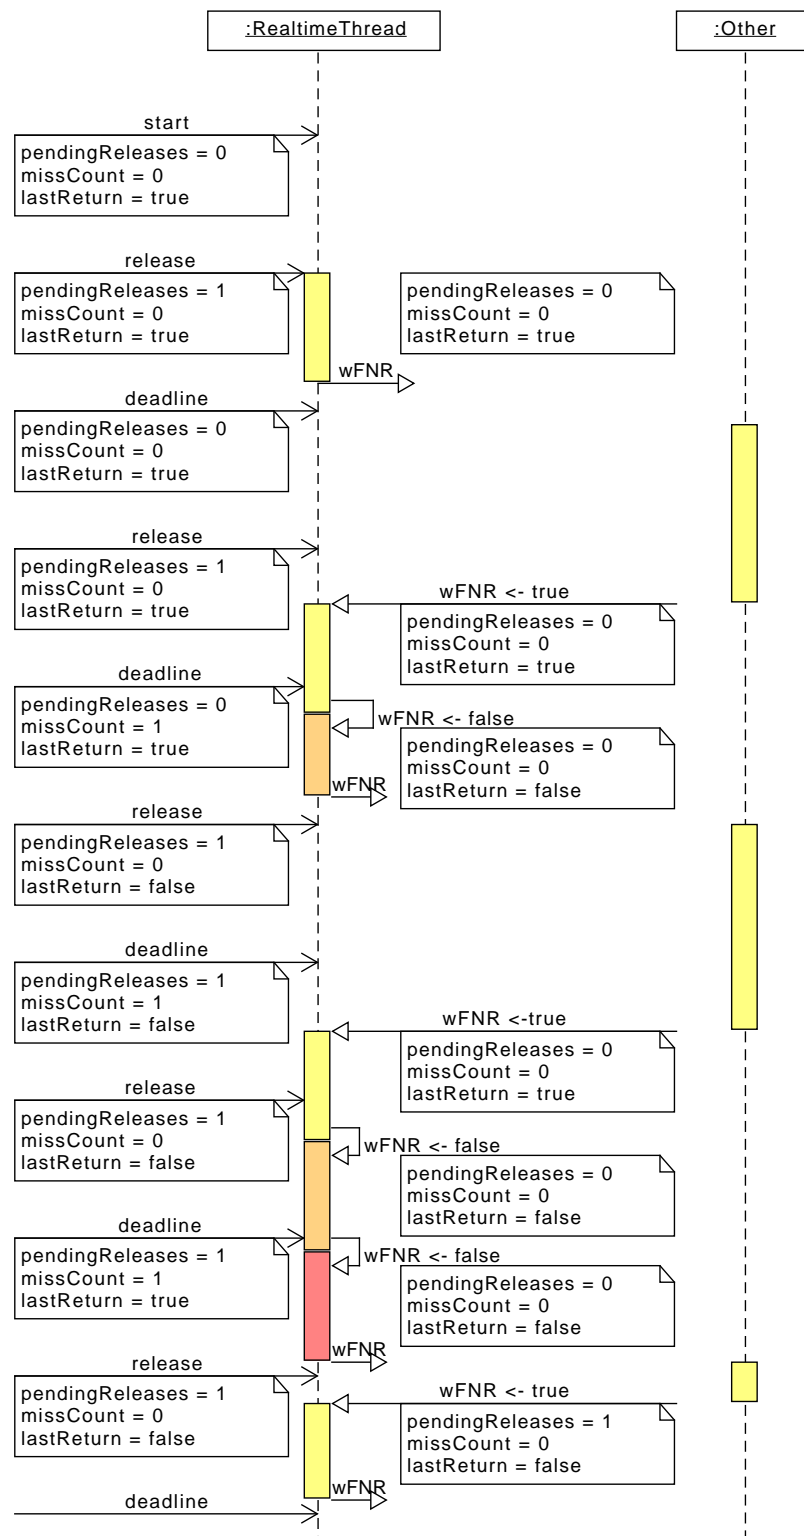 :RealtimeThread
:Other
start
pendingReleases = 0
missCount = 0
lastReturn = true
release
pendingReleases = 1
missCount = 0
lastReturn = true
pendingReleases = 0
missCount = 0
lastReturn = true
wFNR
deadline
pendingReleases = 0
missCount = 0
lastReturn = true
release
pendingReleases = 1
missCount = 0
lastReturn = true
wFNR <- true
pendingReleases = 0
missCount = 0
lastReturn = true
deadline
pendingReleases = 0
missCount = 1
lastReturn = true
wFNR <- false
pendingReleases = 0
missCount = 0
lastReturn = false
wFNR
release
pendingReleases = 1
missCount = 0
lastReturn = false
deadline
pendingReleases = 1
missCount = 1
lastReturn = false
wFNR <-true
pendingReleases = 0
missCount = 0
lastReturn = true
release
pendingReleases = 1
missCount = 0
lastReturn = false
wFNR <- false
pendingReleases = 0
missCount = 0
lastReturn = false
deadline
pendingReleases = 1
missCount = 1
lastReturn = true
wFNR <- false
pendingReleases = 0
missCount = 0
lastReturn = false
wFNR
release
pendingReleases = 1
missCount = 0
lastReturn = false
wFNR <- true
pendingReleases = 1
missCount = 0
lastReturn = false
wFNR
deadline